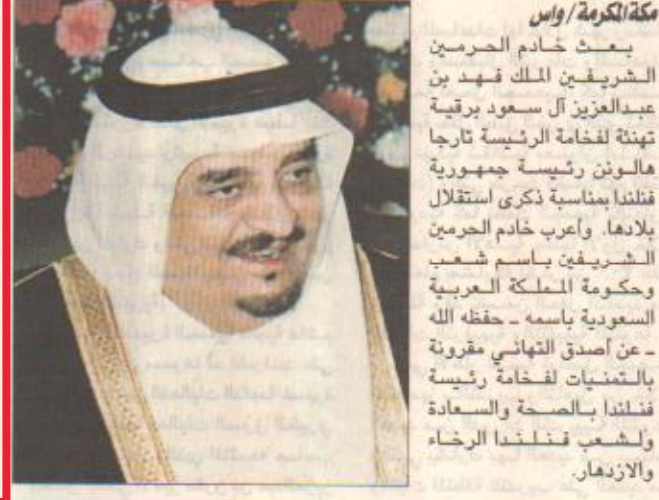 مكة المكرمة / واس
بعث خادم الحرمين
الشريفين الملك فهد بن
عبدالعزيز آل سعود برقية
تهنئة لفخامة الرئيسة تارجا
هالونن رئيسة جمهورية
فنلندا بمناسبة ذكرى استقلال
بلادها. وأعرب خادم الحرمين
الشريفين باسم شعب
وحكومة المملكة العربية
السعودية باسمه ـ حفظه الله
ـ عن أصدق التهاني مقرونة
بالتمنيات لفخامة رئيسة
فنلندا بالصحة والسعادة
ولشعب فنلندا الرخاء
والازدهار.